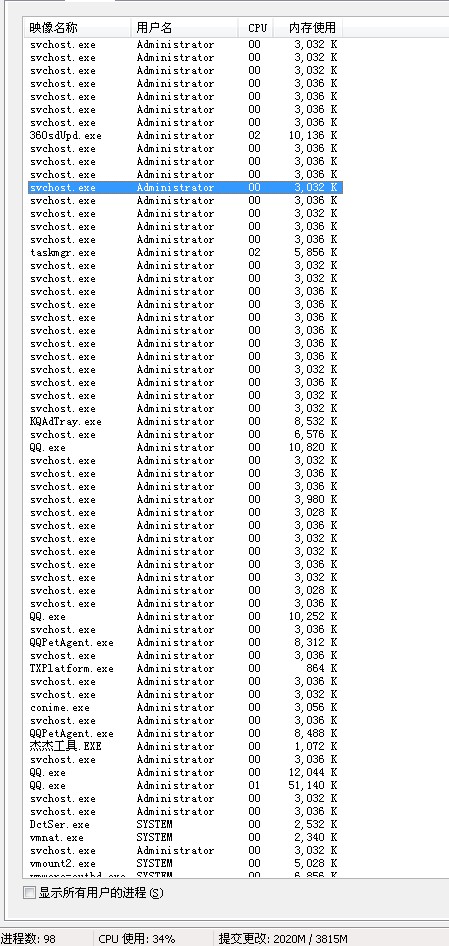 映像名称 用户名 CPU 内存使用
svchost.exe Administrator 00 3,032 K
svchost.exe Administrator 00 3,032 K
svchost.exe Administrator 00 3,036 K
svchost.exe Administrator 00 3,036 K
svchost.exe Administrator 00 3,036 K
svchost.exe Administrator 00 3,036 K
svchost.exe Administrator 00 3,036 K
360sdUpd.exe Administrator 02 10,136 K
svchost.exe Administrator 00 3,036 K
svchost.exe Administrator 00 3,036 K
svchost.exe Administrator 00 3,036 K
svchost.exe Administrator 00 3,032 K
svchost.exe Administrator 00 3,036 K
svchost.exe Administrator 00 3,032 K
svchost.exe Administrator 00 3,036 K
svchost.exe Administrator 00 3,036 K
taskmgr.exe Administrator 02 5,856 K
svchost.exe Administrator 00 3,032 K
svchost.exe Administrator 00 3,032 K
svchost.exe Administrator 00 3,036 K
svchost.exe Administrator 00 3,036 K
svchost.exe Administrator 00 3,036 K
svchost.exe Administrator 00 3,036 K
svchost.exe Administrator 00 3,036 K
svchost.exe Administrator 00 3,036 K
svchost.exe Administrator 00 3,032 K
svchost.exe Administrator 00 3,036 K
svchost.exe Administrator 00 3,032 K
svchost.exe Administrator 00 3,032 K
KQAdTray.exe Administrator 00 8,532 K
svchost.exe Administrator 00 6,576 K
QQ.exe Administrator 00 10,820 K
svchost.exe Administrator 00 3,032 K
svchost.exe Administrator 00 3,036 K
svchost.exe Administrator 00 3,036 K
svchost.exe Administrator 00 3,980 K
svchost.exe Administrator 00 3,028 K
svchost.exe Administrator 00 3,036 K
svchost.exe Administrator 00 3,032 K
svchost.exe Administrator 00 3,032 K
svchost.exe Administrator 00 3,036 K
svchost.exe Administrator 00 3,032 K
svchost.exe Administrator 00 3,028 K
svchost.exe Administrator 00 3,036 K
QQ.exe Administrator 00 10,252 K
svchost.exe Administrator 00 3,036 K
QQPetAgent.exe Administrator 00 8,312 K
svchost.exe Administrator 00 3,036 K
TXPlatform.exe Administrator 00 864 K
svchost.exe Administrator 00 3,036 K
svchost.exe Administrator 00 3,032 K
conime.exe Administrator 00 3,056 K
svchost.exe Administrator 00 3,036 K
QQPetAgent.exe Administrator 00 8,488 K
杰杰工具.EXE Administrator 00 1,072 K
svchost.exe Administrator 00 3,036 K
QQ.exe Administrator 00 12,044 K
QQ.exe Administrator 01 51,140 K
svchost.exe Administrator 00 3,032 K
svchost.exe Administrator 00 3,036 K
DctSer.exe SYSTEM 00 2,532 K
vmnat.exe SYSTEM 00 2,340 K
svchost.exe Administrator 00 3,032 K
vmount2.exe SYSTEM 00 5,028 K
SYSTEM 00 6,856 K
显示所有用户的进程(S)
进程数: 98 CPU 使用: 34% 提交更改: 2020M / 3815M